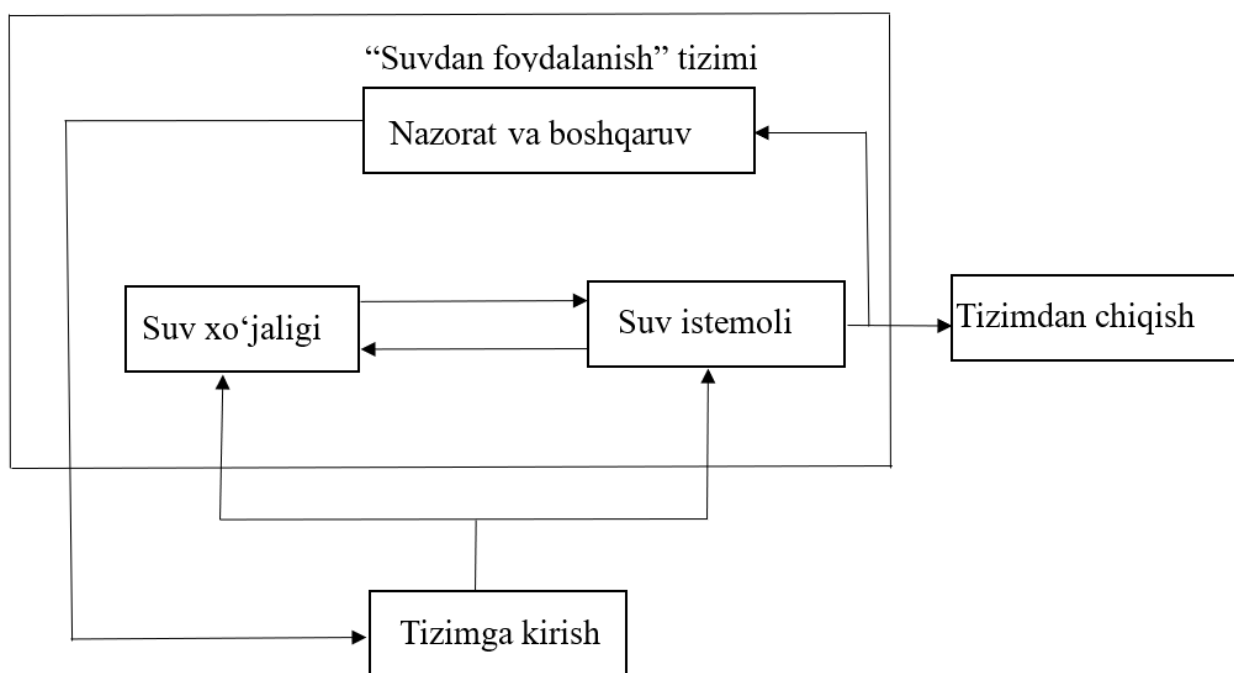 “Suvdan foydalanish” tizimi
Nazorat va boshqaruv
Suv xo‘jaligi
Suv istemoli
Tizimdan chiqish
Tizimga kirish